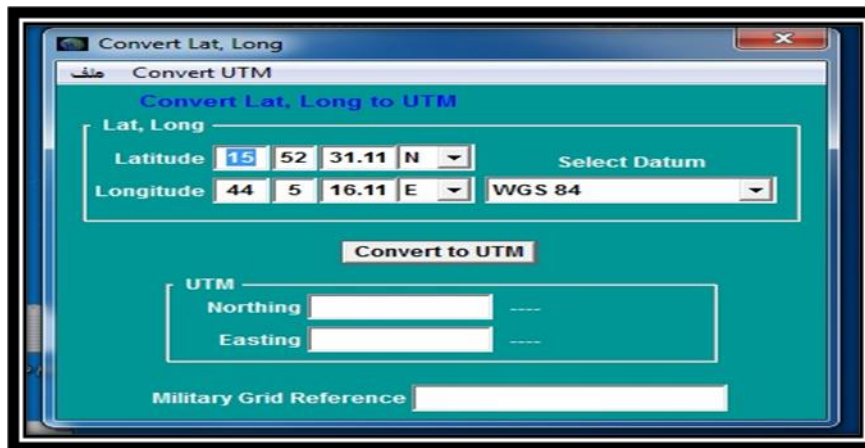 Convert Lat, Long
ملف Convert UTM
Convert Lat, Long to UTM
Lat, Long
Latitude 15 52 31.11 N Select Datum
Longitude 44 5 16.11 E WGS 84
Convert to UTM
UTM
Northing ----
Easting ----
Military Grid Reference